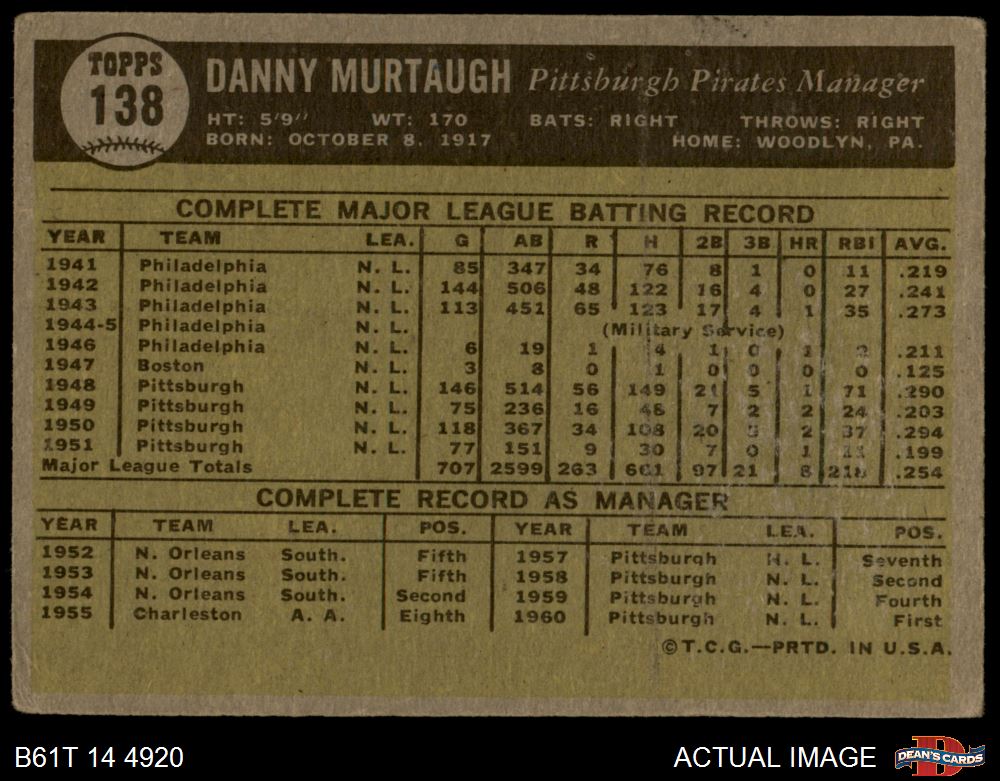 TOPPS
138
DANNY MURTAUGH Pittsburgh Pirates Manager
HT: 5'9" WT: 170 BATS: RIGHT THROWS: RIGHT
BORN: OCTOBER 8, 1917 HOME: WOODLYN, PA.
COMPLETE MAJOR LEAGUE BATTING RECORD
YEAR TEAM LEA. G AB R H 2B 3B HR RBI AVG.
1941 Philadelphia N. L. 85 347 34 76 8 1 0 11 .219
1942 Philadelphia N. L. 144 506 48 122 16 4 0 27 .241
1943 Philadelphia N. L. 113 451 65 123 17 4 1 35 .273
1944-5 Philadelphia N. L. (Military Service)
1946 Philadelphia N. L. 6 19 1 4 1 0 1 2 .211
1947 Boston N. L. 3 8 0 1 0 0 0 0 .125
1948 Pittsburgh N. L. 146 514 56 149 21 5 1 71 .290
1949 Pittsburgh N. L. 75 236 16 48 7 2 2 24 .203
1950 Pittsburgh N. L. 118 367 34 108 20 3 2 37 .294
1951 Pittsburgh N. L. 77 151 9 30 7 0 1 11 .199
Major League Totals 707 2599 263 661 97 21 8 218 .254
COMPLETE RECORD AS MANAGER
YEAR TEAM LEA. POS. YEAR TEAM LEA. POS.
1952 N. Orleans South. Fifth 1957 Pittsburgh N. L. Seventh
1953 N. Orleans South. Fifth 1958 Pittsburgh N. L. Second
1954 N. Orleans South. Second 1959 Pittsburgh N. L. Fourth
1955 Charleston A. A. Eighth 1960 Pittsburgh N. L. First
©T.C.G.—PRTD. IN U.S.A.
B61T 14 4920 ACTUAL IMAGE
D
DEAN'S CARDS